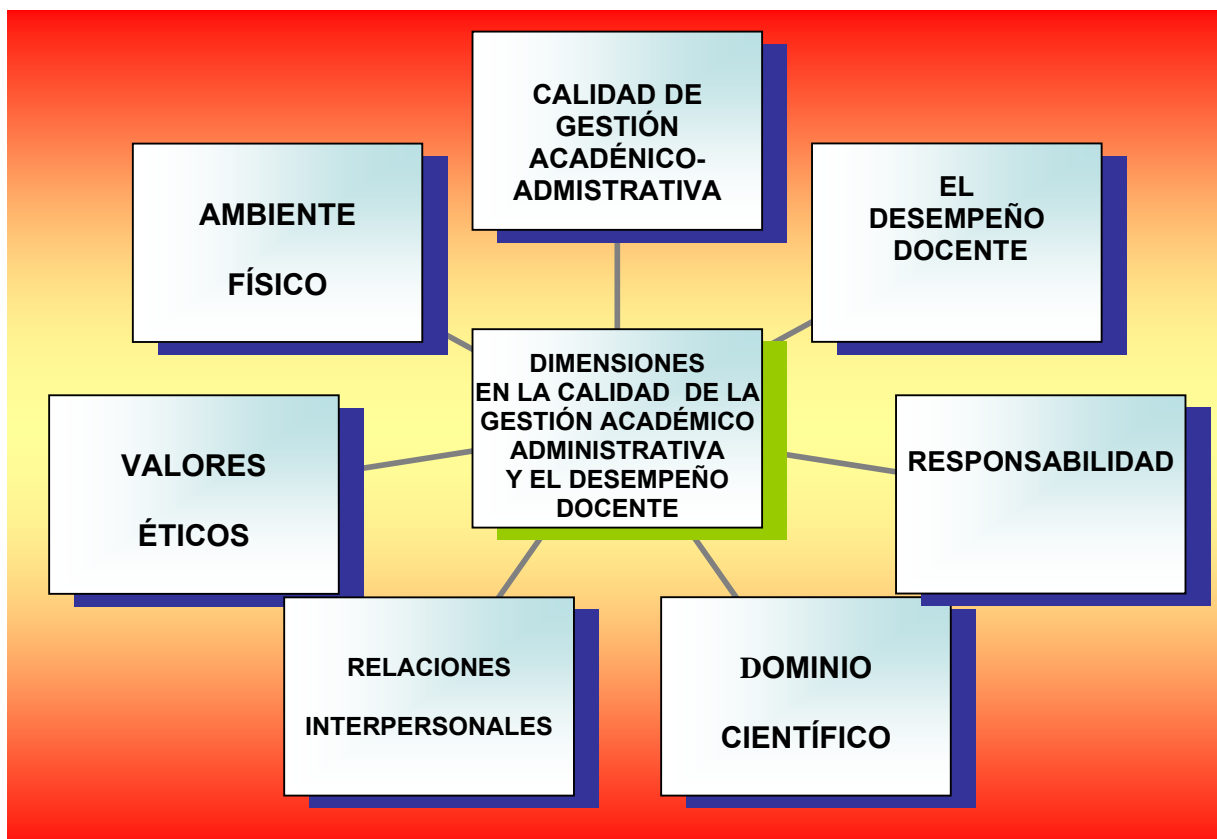 CALIDAD DE
GESTIÓN
ACADÉNICO-
ADMISTRATIVA
EL
DESEMPEÑO
DOCENTE
AMBIENTE
FÍSICO
DIMENSIONES
EN LA CALIDAD DE LA
GESTIÓN ACADÉMICO
ADMINISTRATIVA
Y EL DESEMPEÑO
DOCENTE
RESPONSABILIDAD
VALORES
ÉTICOS
RELACIONES
INTERPERSONALES
DOMINIO
CIENTÍFICO